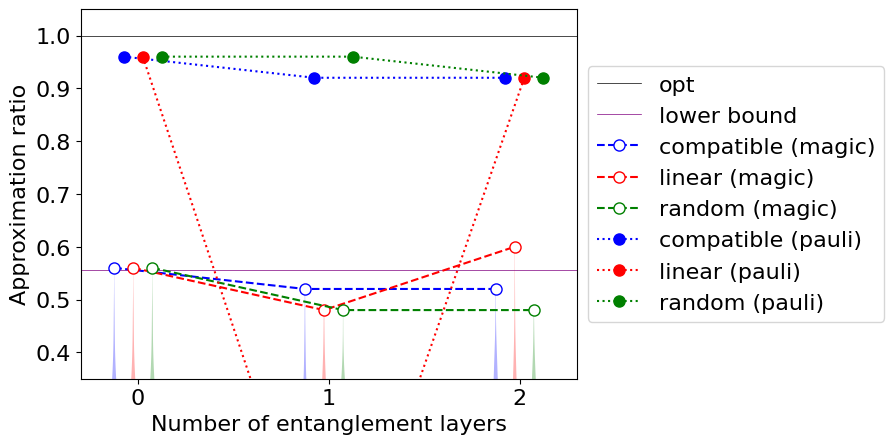 1.0
0.9
0.8
0.7
0.6
0.5
0.4
Approximation ratio
0 1 2
Number of entanglement layers
opt
lower bound
compatible (magic)
linear (magic)
random (magic)
compatible (pauli)
linear (pauli)
random (pauli)